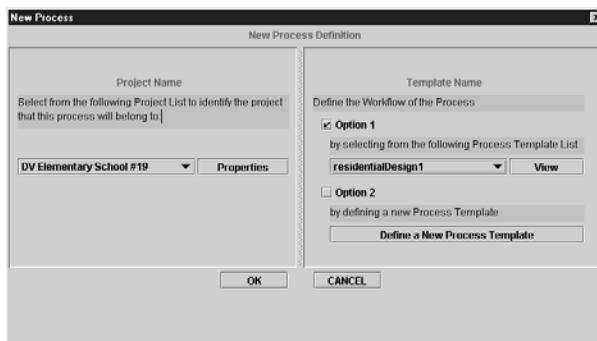 New Process
New Process Definition
Project Name
Select from the following Project List to identify the project
that this process will belong to:
DV Elementary School #19
Properties
Template Name
Define the Workflow of the Process
Option 1
by selecting from the following Process Template List
residentialDesign1
View
Option 2
by defining a new Process Template
Define a New Process Template
OK
CANCEL